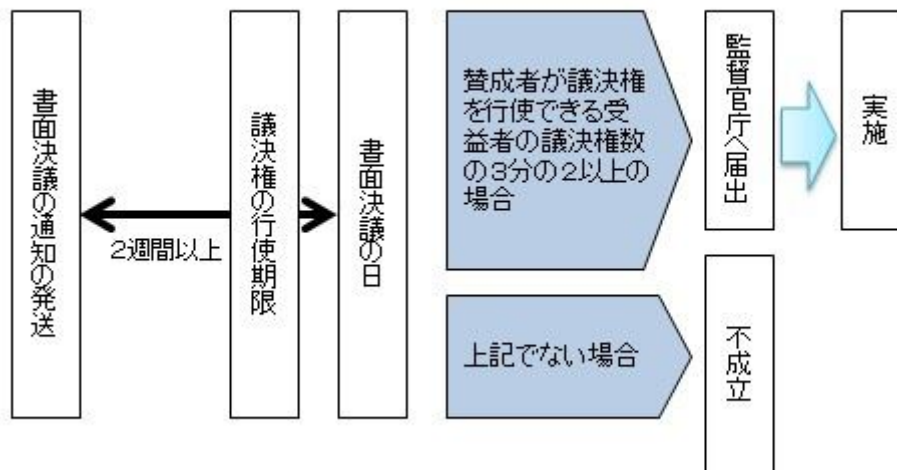 書面決議の通知の発送
2週間以上
議決権の行使期限
書面決議の日
賛成者が議決権
を行使できる受
益者の議決権数
の3分の2以上の
場合
監督官庁へ届出
実施
上記でない場合
不成立